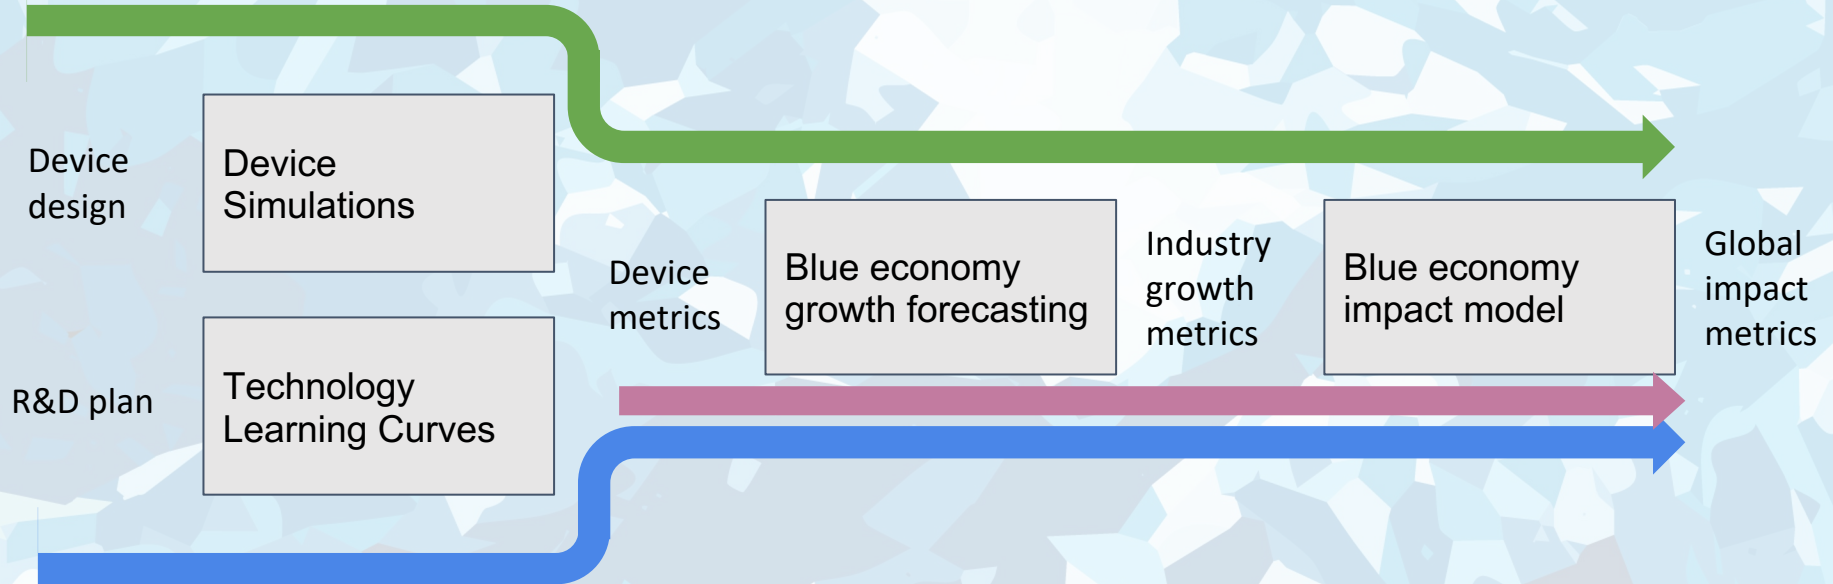 Device
design
Device
Simulations
R&D plan
Technology
Learning Curves
Device
metrics
Blue economy
growth forecasting
Industry
growth
metrics
Blue economy
impact model
Global
impact
metrics